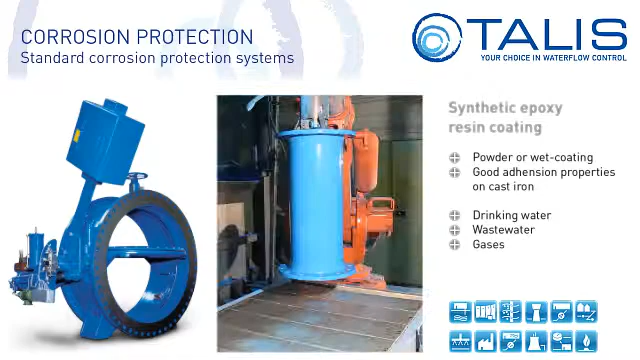 CORROSION PROTECTION
Standard corrosion protection systems
TALIS
YOUR CHOICE IN WATERFLOW CONTROL
Synthetic epoxy
resin coating
Powder or wet-coating
Good adhension properties
on cast iron
Drinking water
Wastewater
Gases